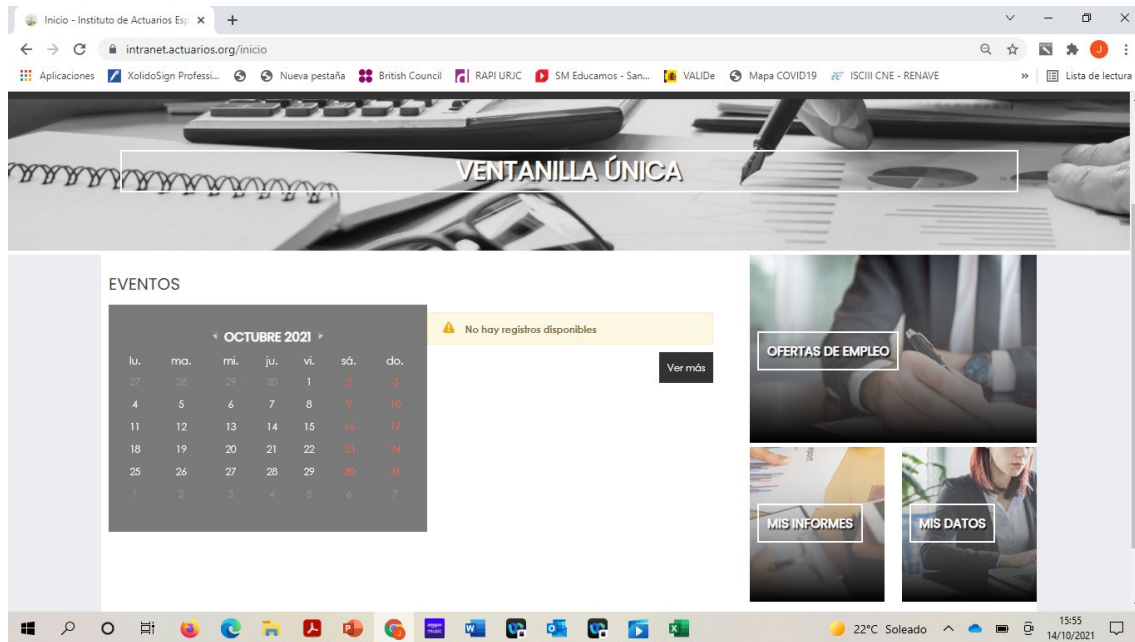 Inicio - Instituto de Actuarios Esp
intranet.actuarios.org/inicio
J
Aplicaciones XolidoSign Professi... Nueva pestaña British Council RAPI URJC SM Educamos - San... VALIDe Mapa COVID19 ISCIII CNE - RENAVE » Lista de lectura
VENTANILLA ÚNICA
EVENTOS
OCTUBRE 2021
lu. ma. mi. ju. vi. sá. do.
27 28 29 30 1 2 3
4 5 6 7 8 9 10
11 12 13 14 15 16 17
18 19 20 21 22 23 24
25 26 27 28 29 30 31
1 2 3 4 5 6 7
No hay registros disponibles
Ver más
OFERTAS DE EMPLEO
MIS INFORMES
MIS DATOS
22°C Soleado
15:55
14/10/2021